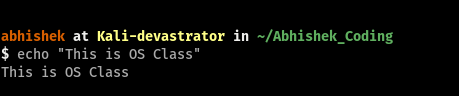 abhishek at Kali-devastrator in ~/Abhishek_Coding
$ echo "This is OS Class"
This is OS Class